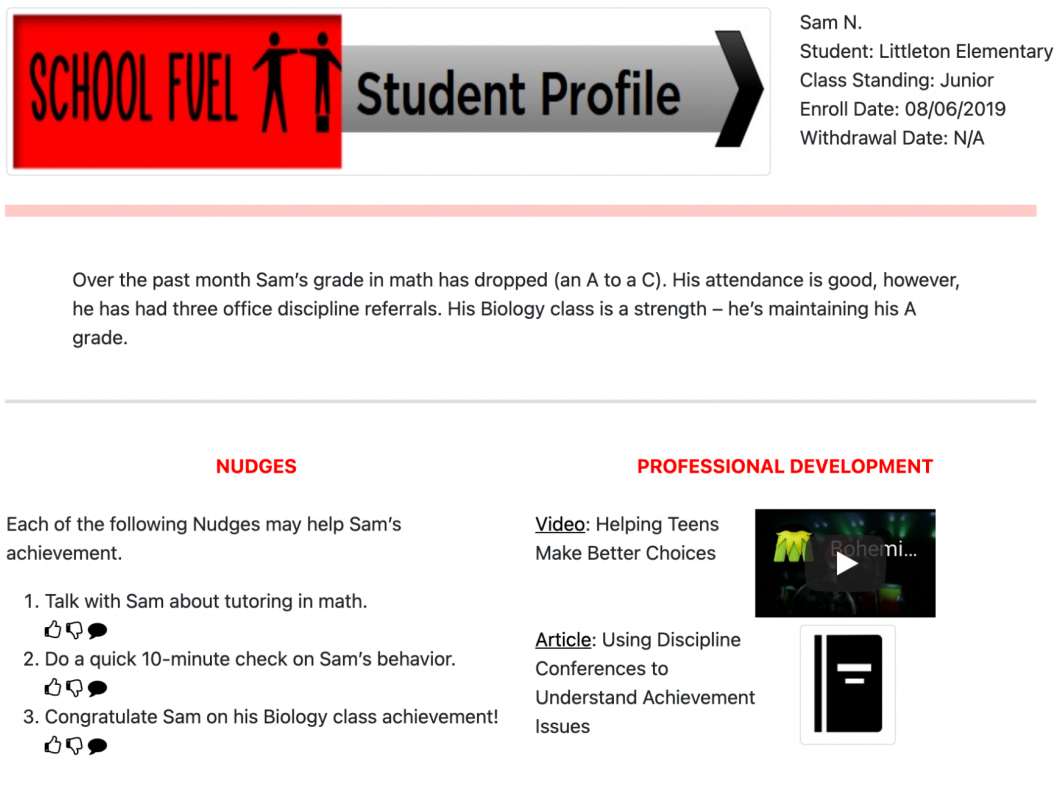 SCHOOL FUEL
Student Profile
Sam N.
Student: Littleton Elementary
Class Standing: Junior
Enroll Date: 08/06/2019
Withdrawal Date: N/A
Over the past month Sam’s grade in math has dropped (an A to a C). His attendance is good, however,
he has had three office discipline referrals. His Biology class is a strength – he’s maintaining his A
grade.
NUDGES
Each of the following Nudges may help Sam’s
achievement.
1. Talk with Sam about tutoring in math.
2. Do a quick 10-minute check on Sam’s behavior.
3. Congratulate Sam on his Biology class achievement!
PROFESSIONAL DEVELOPMENT
Video: Helping Teens
Make Better Choices
Bohemi...
Article: Using Discipline
Conferences to
Understand Achievement
Issues